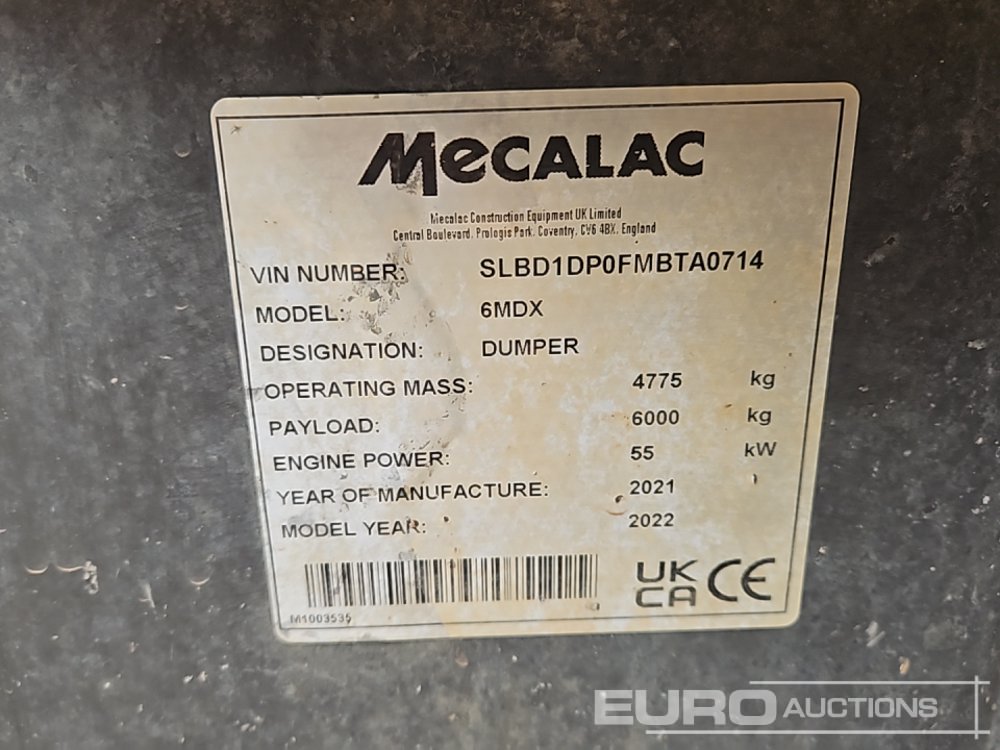 MECALAC
Mecalac Construction Equipment UK Limited
Central Boulevard, Prologis Park, Coventry, CV6 4BX, England
VIN NUMBER: SLBD1DP0FMBTA0714
MODEL: 6MDX
DESIGNATION: DUMPER
OPERATING MASS: 4775 kg
PAYLOAD: 6000 kg
ENGINE POWER: 55 kW
YEAR OF MANUFACTURE: 2021
MODEL YEAR: 2022
UK
CA CE
M1003535
EURO AUCTIONS